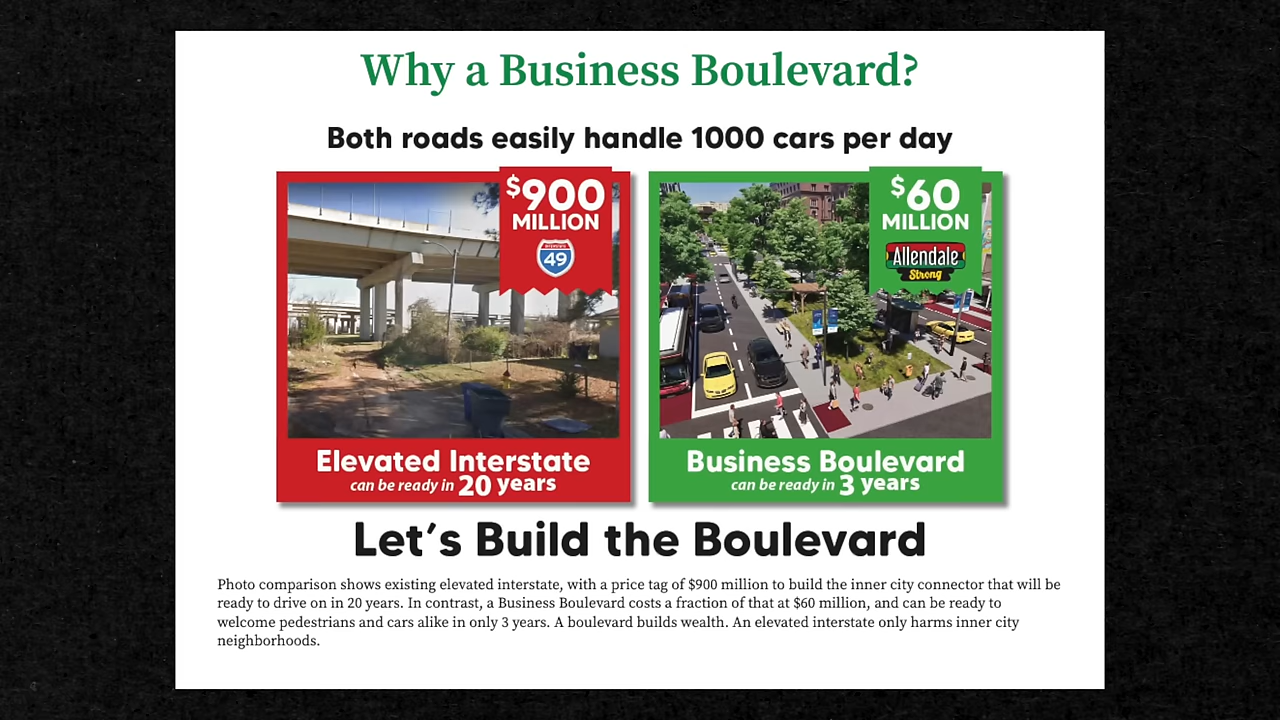 Why a Business Boulevard?
Both roads easily handle 1000 cars per day
$900
MILLION
INTERSTATE
49
Elevated Interstate
can be ready in 20 years
$60
MILLION
Allendale
Strong
Business Boulevard
can be ready in 3 years
Let's Build the Boulevard
Photo comparison shows existing elevated interstate, with a price tag of $900 million to build the inner city connector that will be
ready to drive on in 20 years. In contrast, a Business Boulevard costs a fraction of that at $60 million, and can be ready to
welcome pedestrians and cars alike in only 3 years. A boulevard builds wealth. An elevated interstate only harms inner city
neighborhoods.